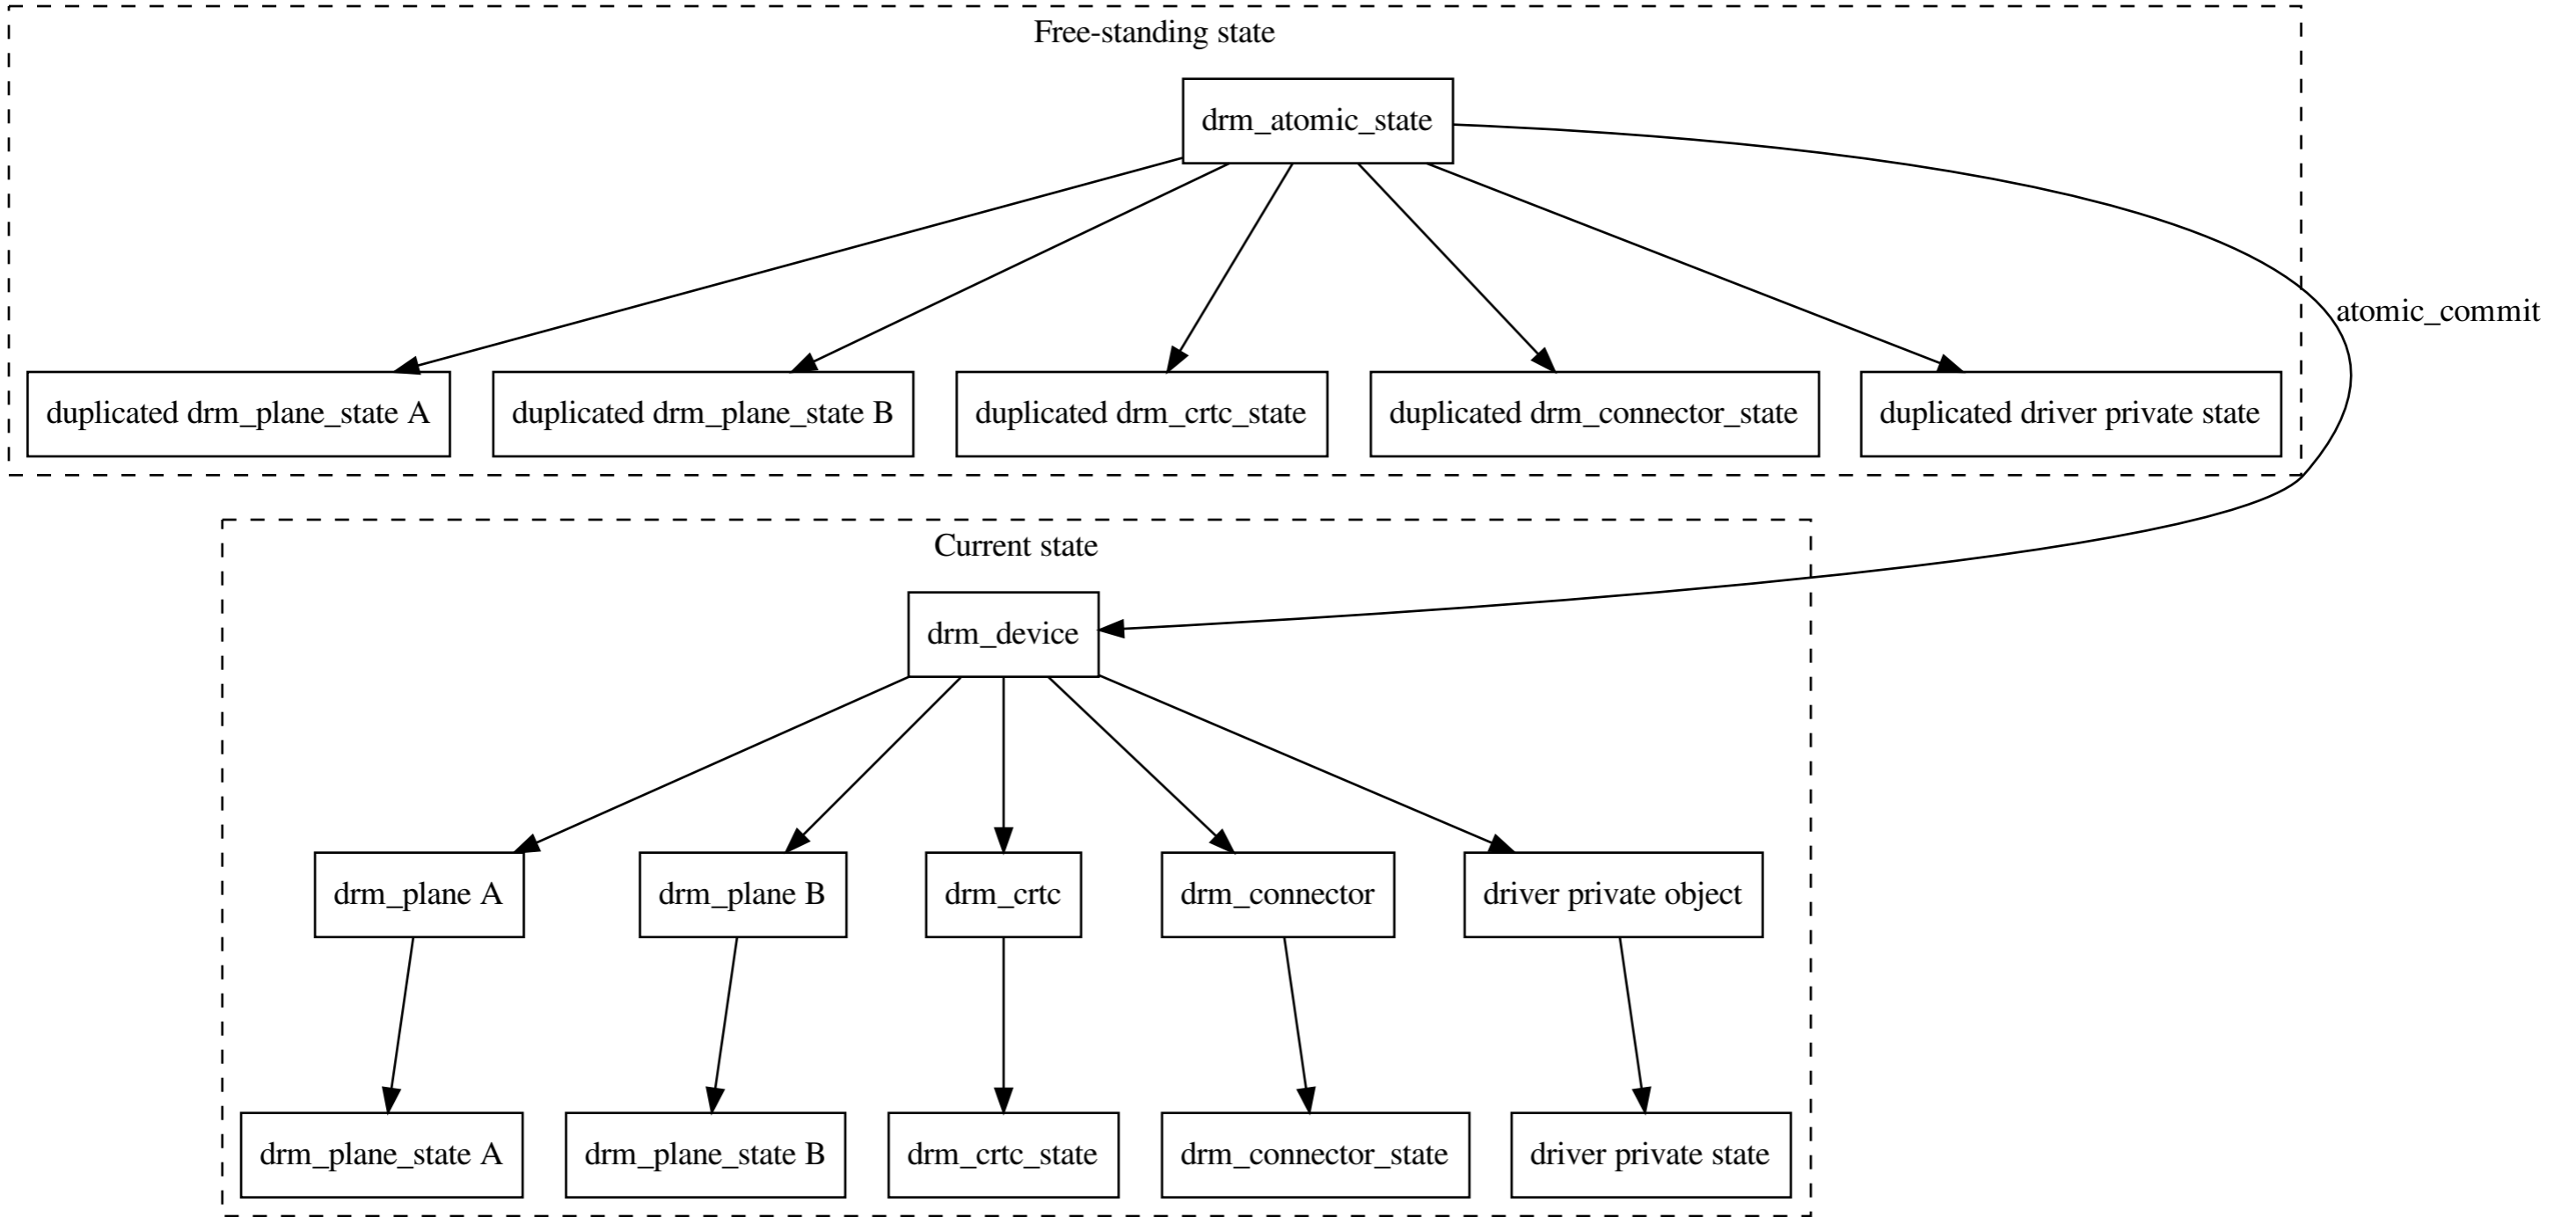 Free-standing state
drm_atomic_state
atomic_commit
duplicated drm_plane_state A
duplicated drm_plane_state B
duplicated drm_crtc_state
duplicated drm_connector_state
duplicated driver private state
Current state
drm_device
drm_plane A
drm_plane B
drm_crtc
drm_connector
driver private object
drm_plane_state A
drm_plane_state B
drm_crtc_state
drm_connector_state
driver private state